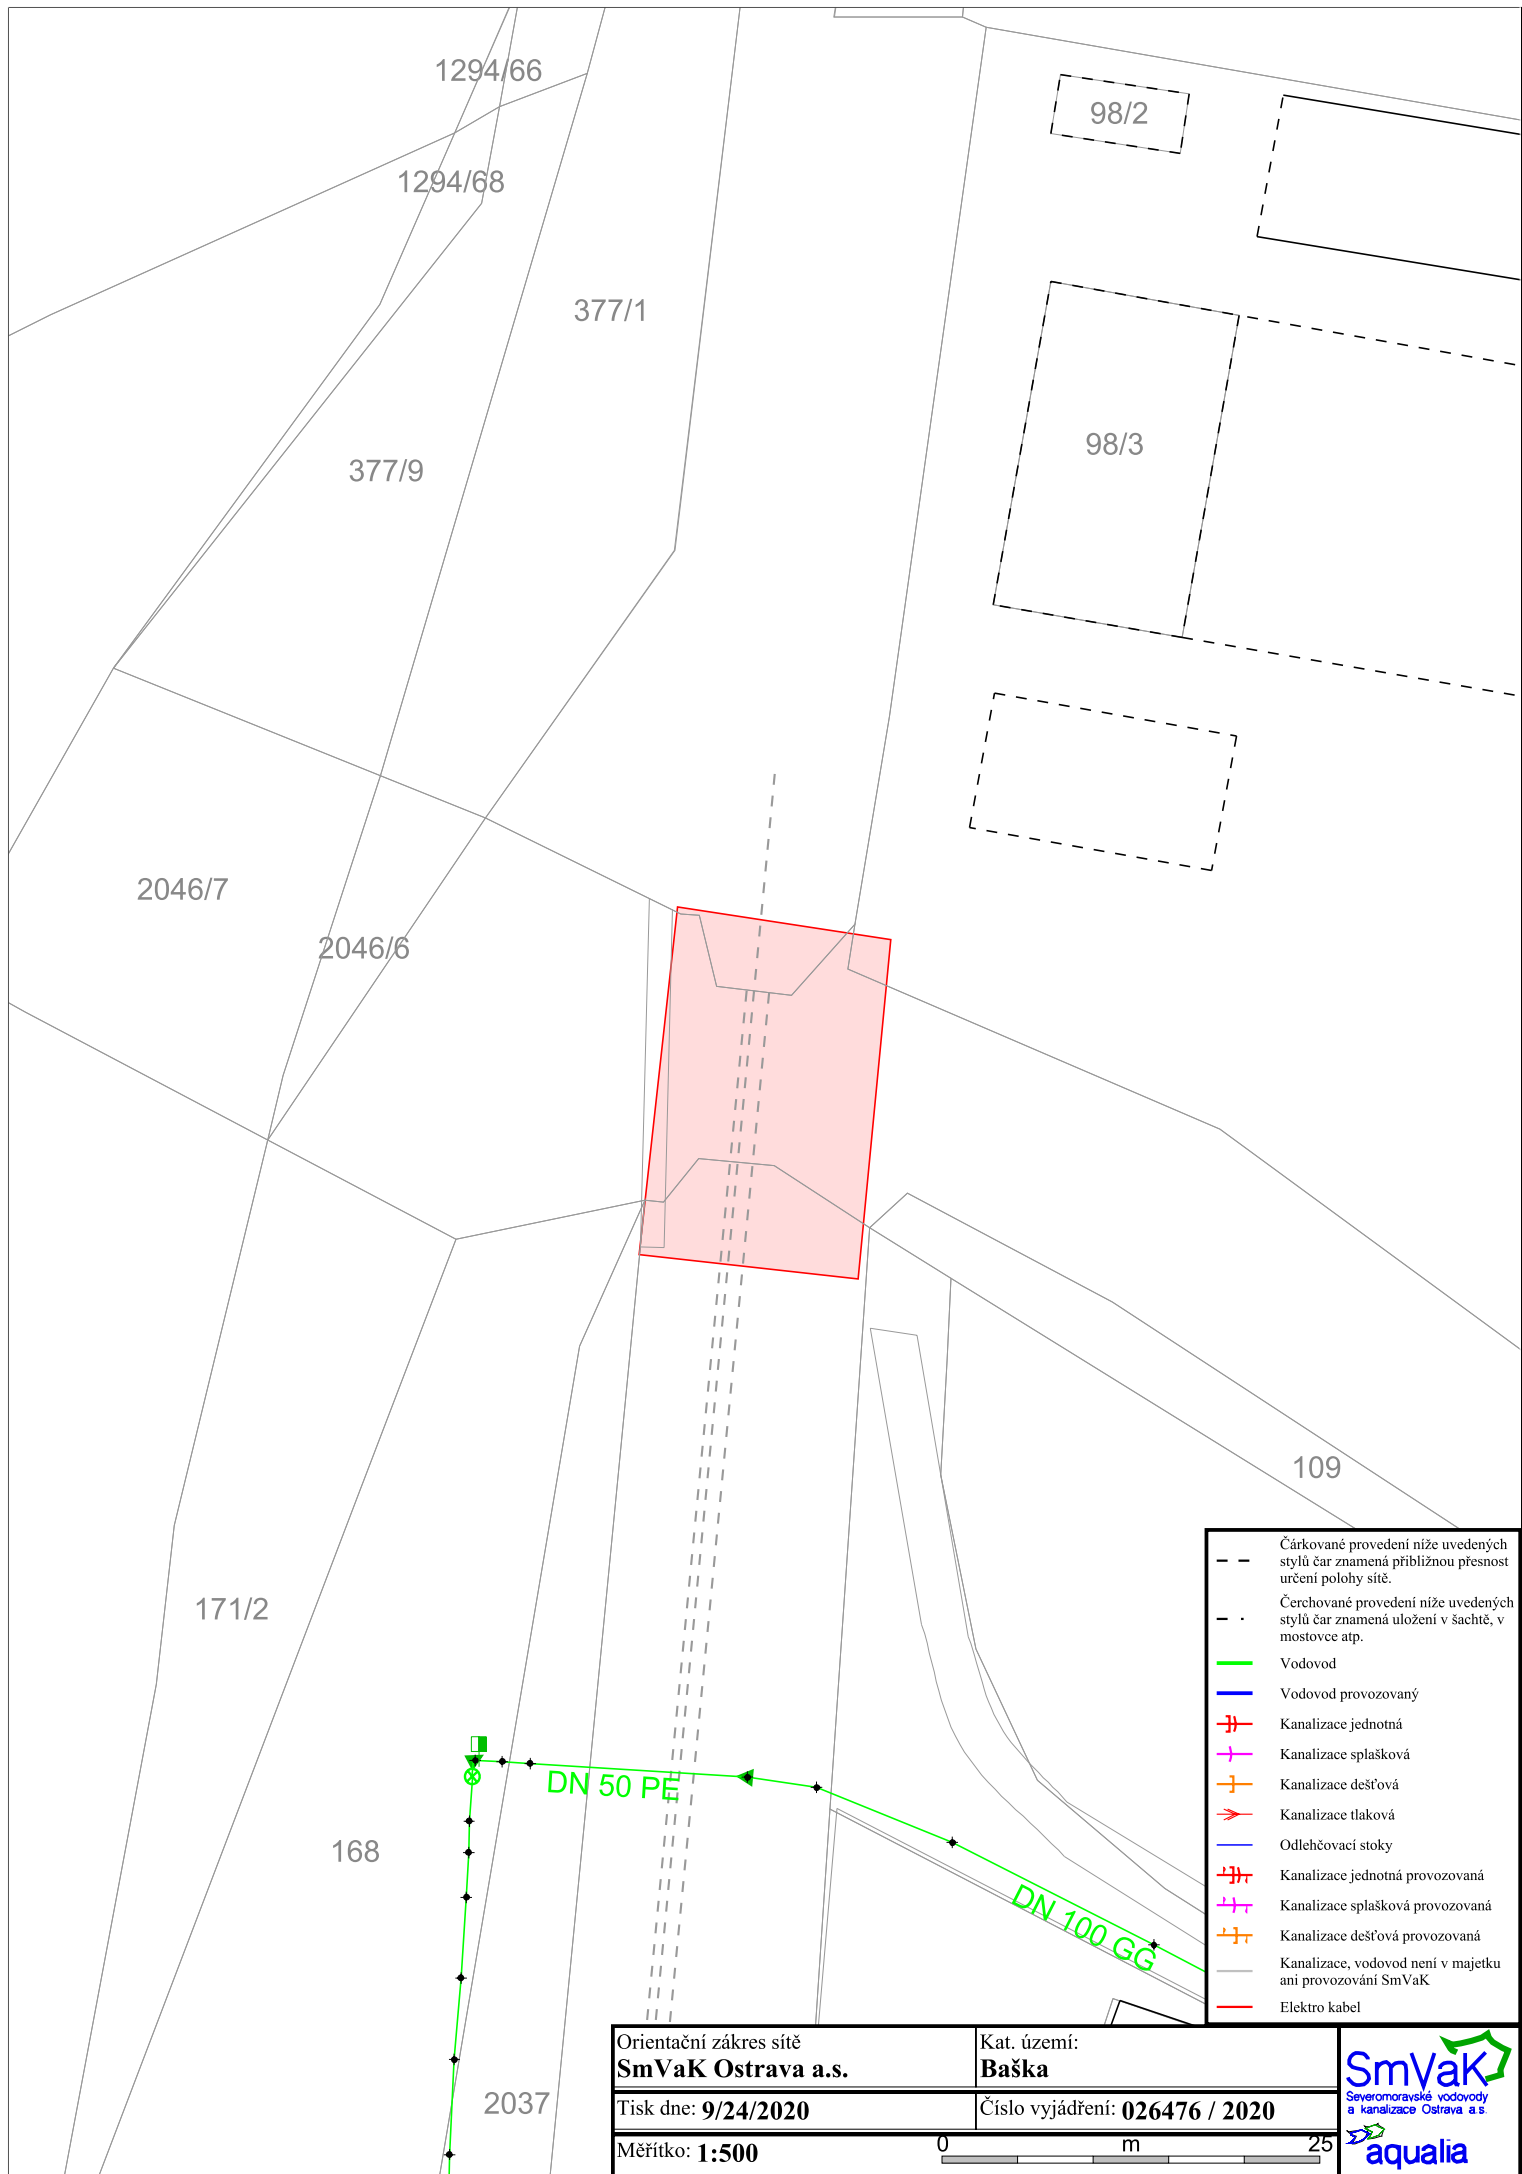 1294/66
98/2
1294/68
377/1
98/3
377/9
2046/7
2046/6
109
171/2
168
2037
DN 50 PE
DN 100 GG
Čárkované provedení níže uvedených
stylů čar znamená přibližnou přesnost
určení polohy sítě.
Čerchované provedení níže uvedených
stylů čar znamená uložení v šachtě, v
mostovce atp.
Vodovod
Vodovod provozovaný
Kanalizace jednotná
Kanalizace splašková
Kanalizace dešťová
Kanalizace tlaková
Odlehčovací stoky
Kanalizace jednotná provozovaná
Kanalizace splašková provozovaná
Kanalizace dešťová provozovaná
Kanalizace, vodovod není v majetku
ani provozování SmVaK
Elektro kabel
Orientační zákres sítě
SmVaK Ostrava a.s.
Kat. území:
Baška
Tisk dne: 9/24/2020
Číslo vyjádření: 026476 / 2020
Měřítko: 1:500
0 m 25
SmVaK
Severomoravské vodovody
a kanalizace Ostrava a.s.
aqualia